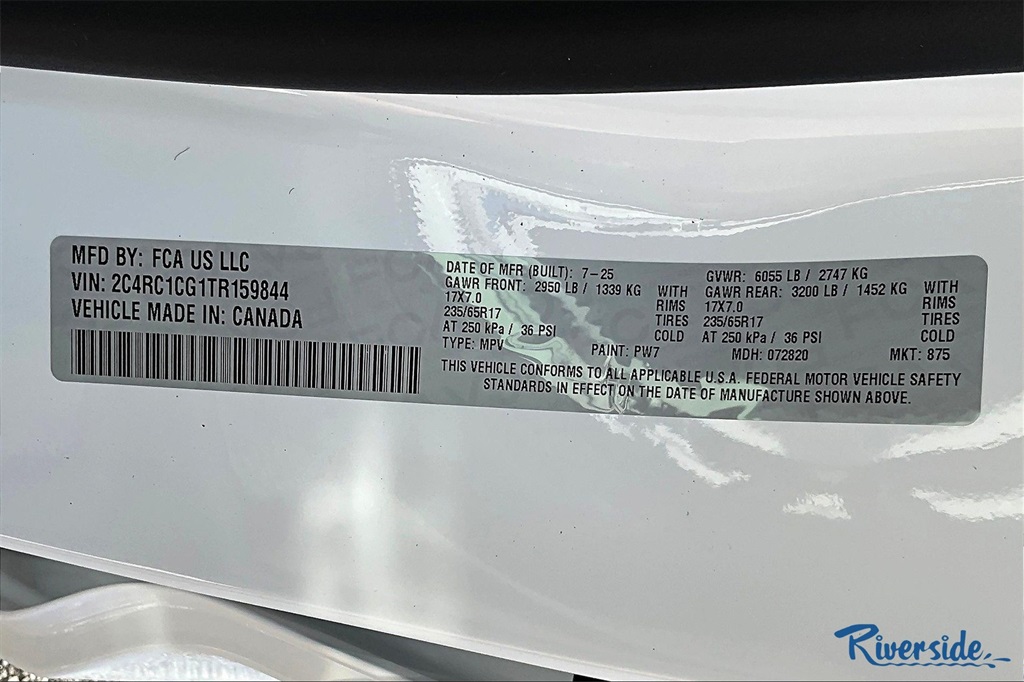 MFD BY: FCA US LLC
VIN: 2C4RC1CG1TR159844
VEHICLE MADE IN: CANADA
DATE OF MFR (BUILT): 7-25
GAWR FRONT: 2950 LB / 1339 KG WITH
17X7.0 RIMS
235/65R17 TIRES
AT 250 kPa / 36 PSI COLD
TYPE: MPV PAINT: PW7
GVWR: 6055 LB / 2747 KG
GAWR REAR: 3200 LB / 1452 KG WITH
17X7.0 RIMS
235/65R17 TIRES
AT 250 kPa / 36 PSI COLD
MDH: 072820 MKT: 875
THIS VEHICLE CONFORMS TO ALL APPLICABLE U.S.A. FEDERAL MOTOR VEHICLE SAFETY
STANDARDS IN EFFECT ON THE DATE OF MANUFACTURE SHOWN ABOVE.
Riverside